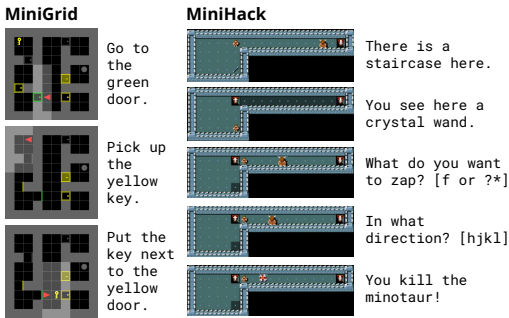 MiniGrid
Go to
the
green
door.
Pick up
the
yellow
key.
Put the
key next
to the
yellow
door.
MiniHack
There is a
staircase here.
You see here a
crystal wand.
What do you want
to zap? [f or ?*]
In what
direction? [hjkl]
You kill the
minotaur!